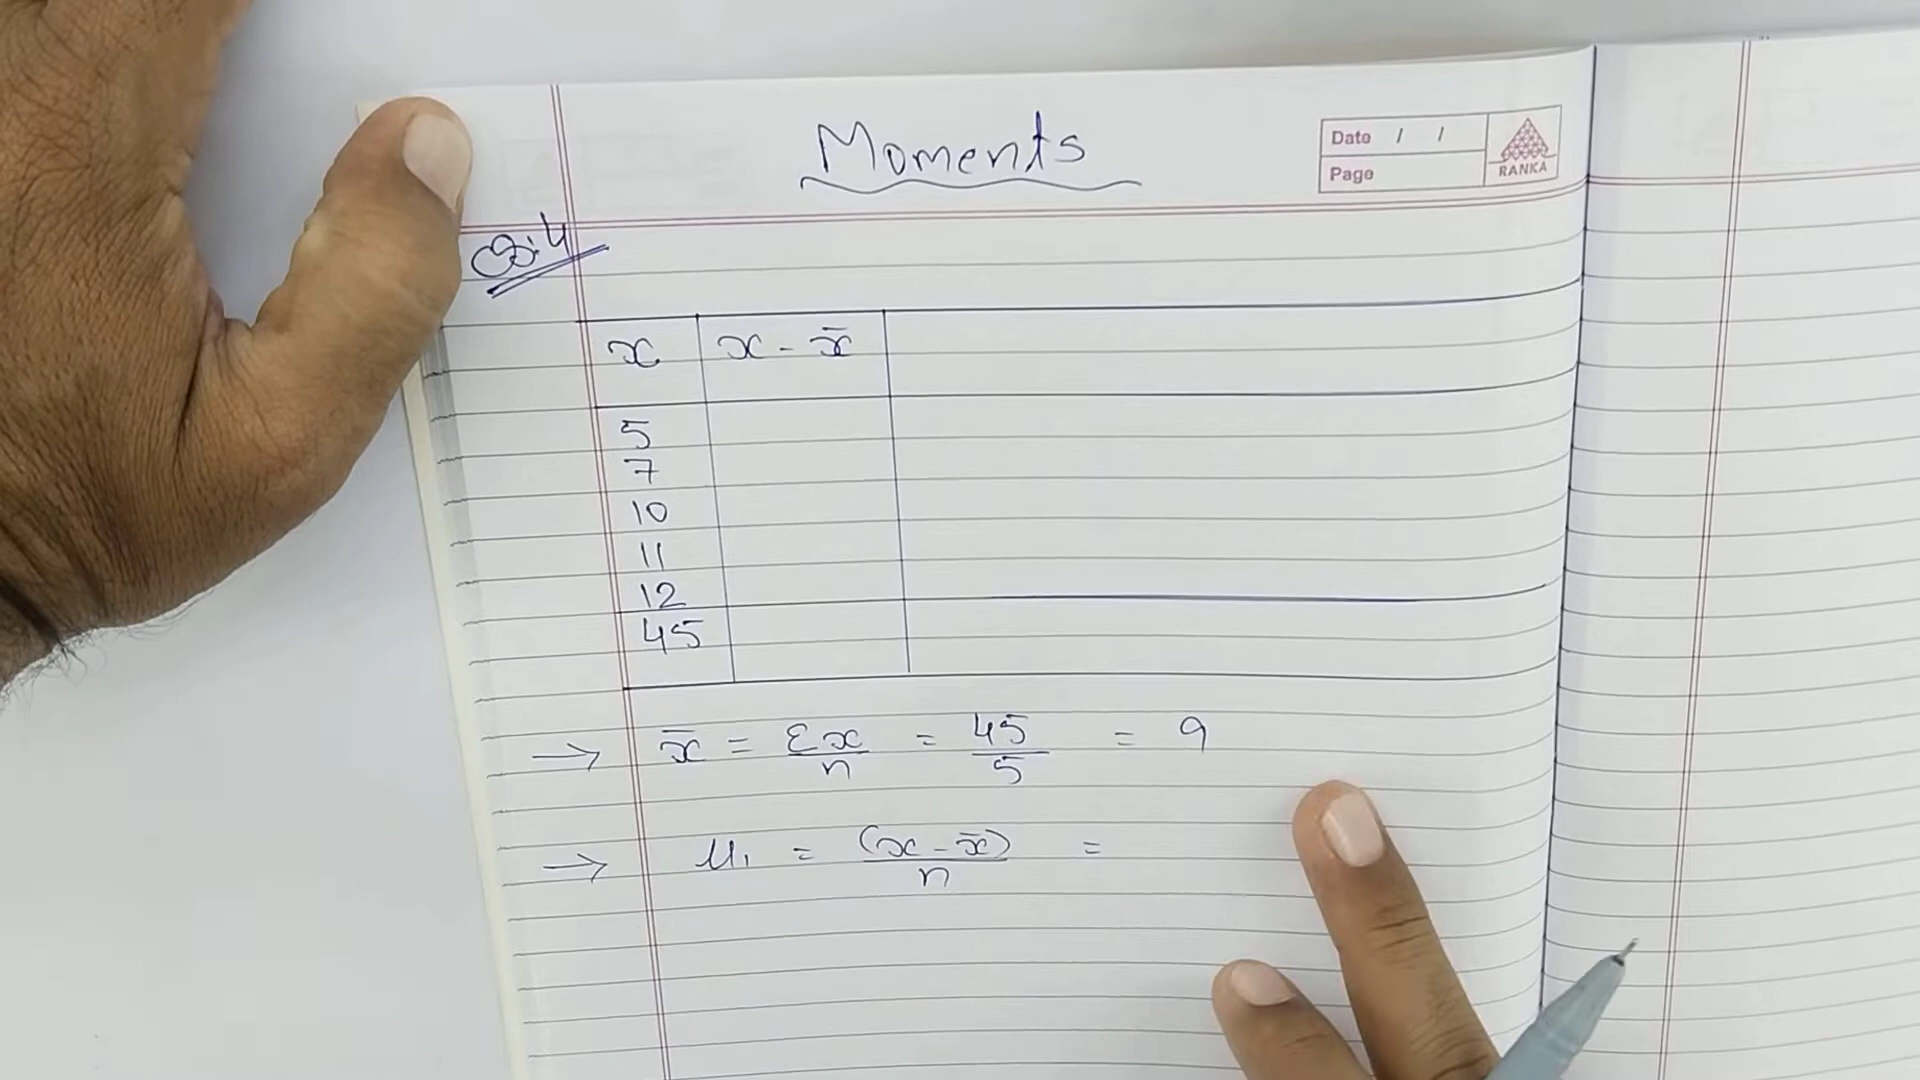 Moments
Date / /
Page
RANKA
Q:4
x x - x̄
5
7
10
11
12
45
→ x̄ = Σx/n = 45/5 = 9
→ μ₁ = (x - x̄)/n =